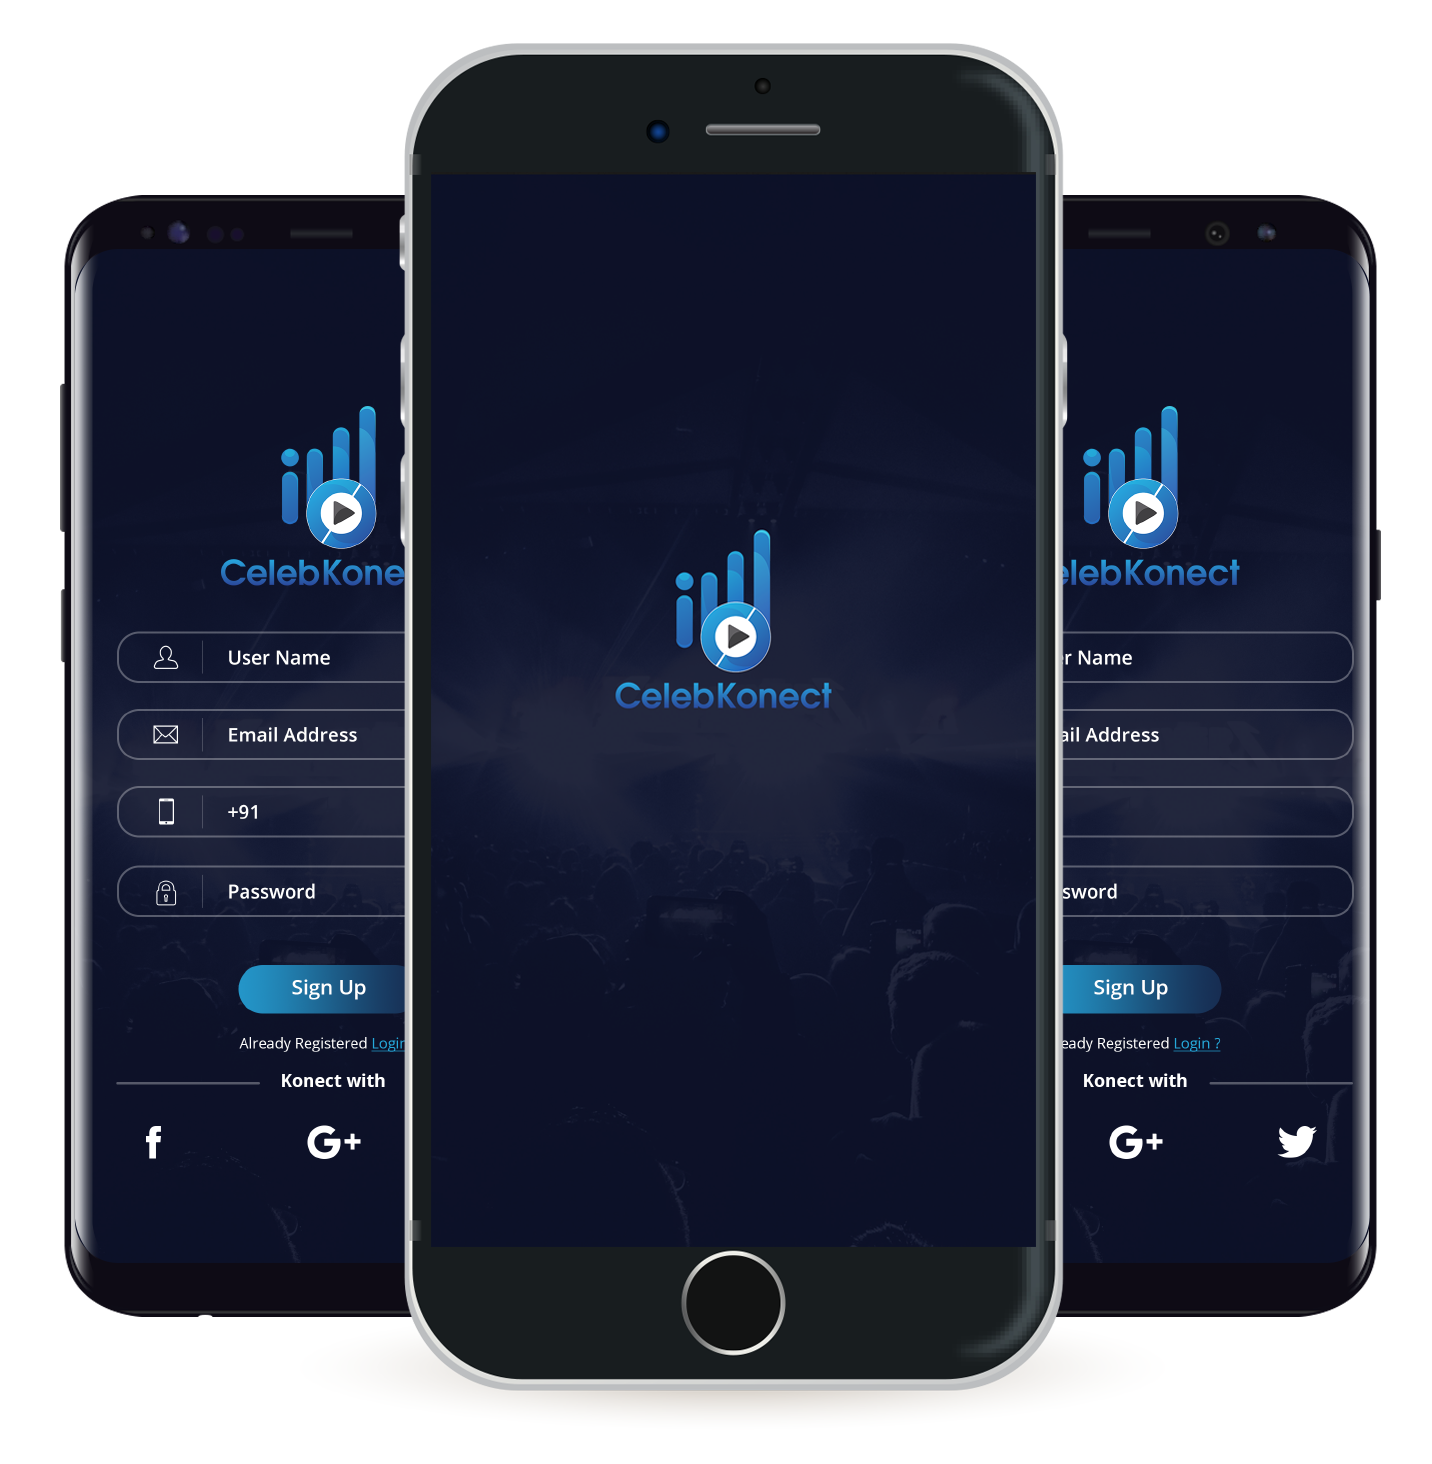 CelebKone
User Name
Email Address
+91
Password
Sign Up
Already Registered Login
Konect with
f
G+
CelebKonect
elebKonect
r Name
ail Address
sword
Sign Up
eady Registered Login ?
Konect with
G+